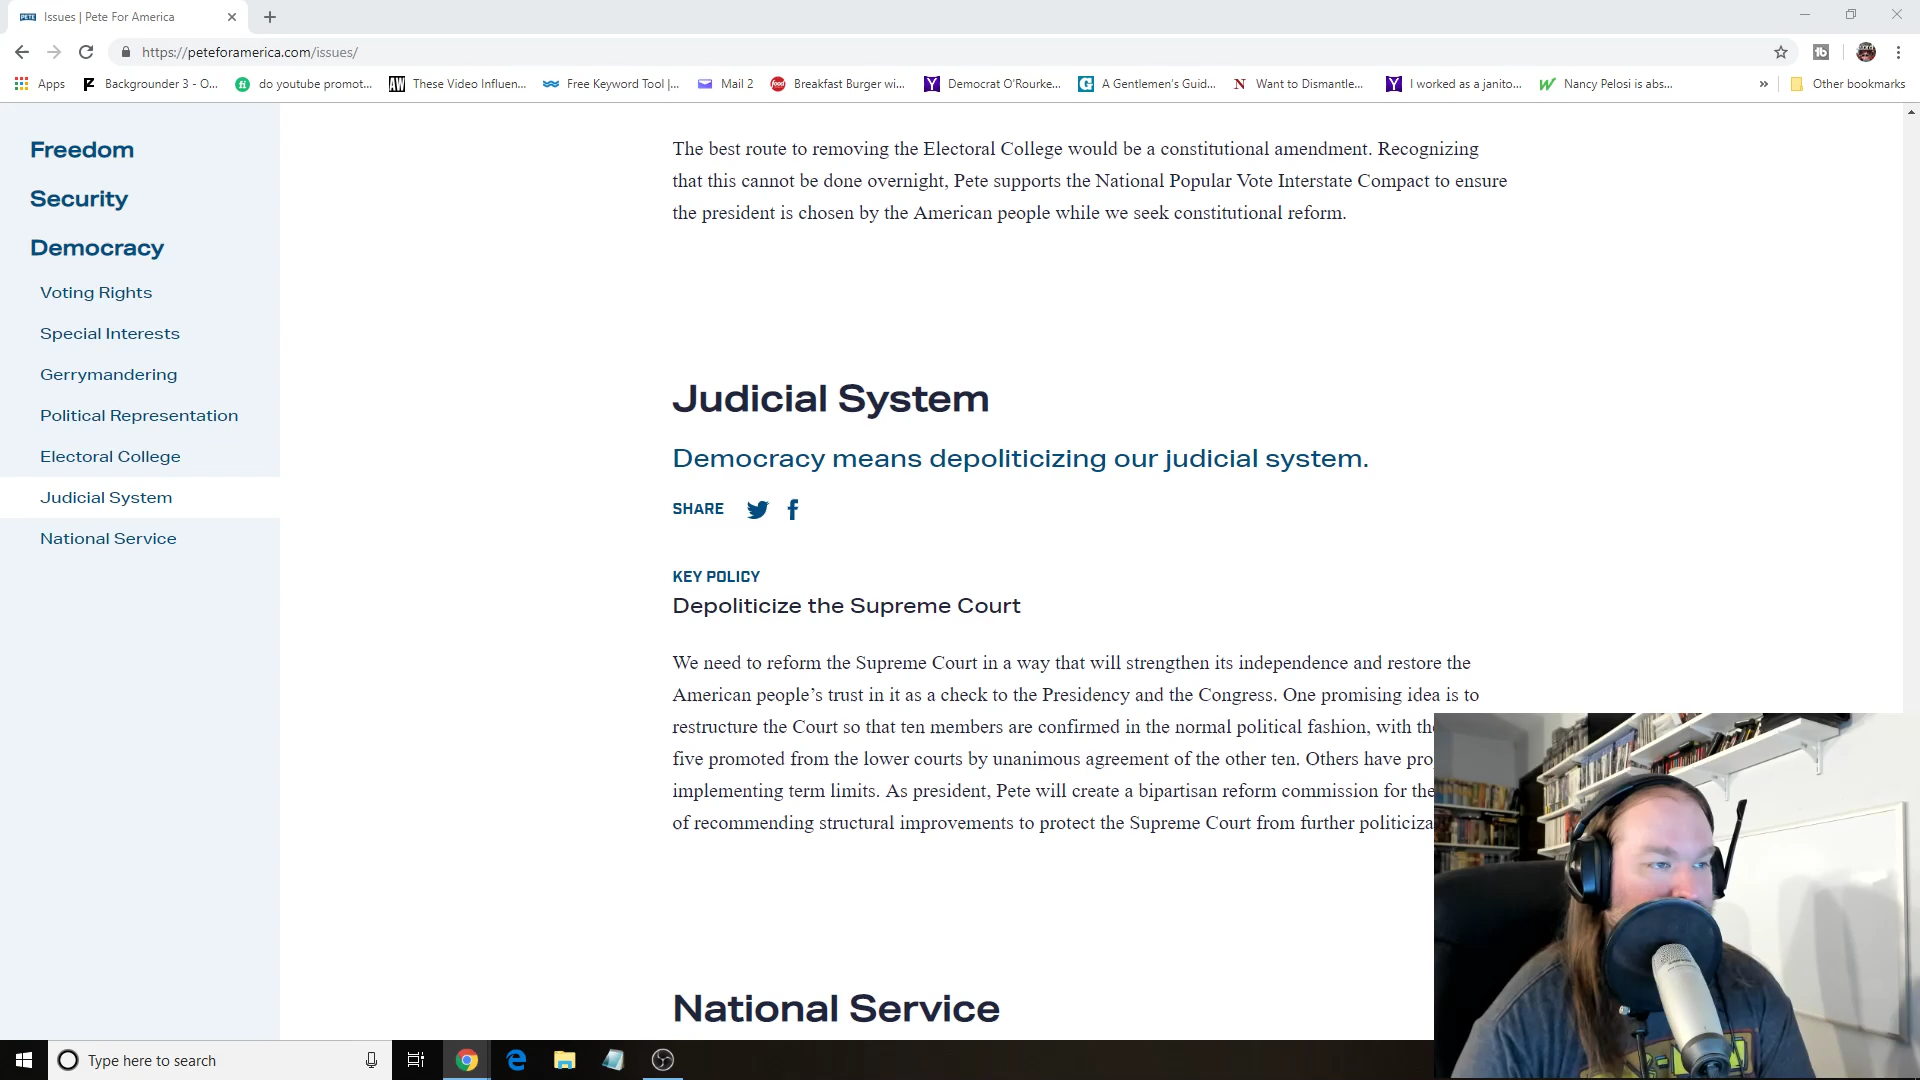 PETE Issues | Pete For America
https://peteforamerica.com/issues/
Apps Backgrounder 3 - O... do youtube promot... These Video Influen... Free Keyword Tool |... Mail 2 Breakfast Burger wi... Democrat O'Rourke... A Gentlemen's Guid... Want to Dismantle... I worked as a janito... Nancy Pelosi is abs... » Other bookmarks
Freedom
Security
Democracy
Voting Rights
Special Interests
Gerrymandering
Political Representation
Electoral College
Judicial System
National Service
The best route to removing the Electoral College would be a constitutional amendment. Recognizing
that this cannot be done overnight, Pete supports the National Popular Vote Interstate Compact to ensure
the president is chosen by the American people while we seek constitutional reform.
Judicial System
Democracy means depoliticizing our judicial system.
SHARE
KEY POLICY
Depoliticize the Supreme Court
We need to reform the Supreme Court in a way that will strengthen its independence and restore the
American people’s trust in it as a check to the Presidency and the Congress. One promising idea is to
restructure the Court so that ten members are confirmed in the normal political fashion, with
five promoted from the lower courts by unanimous agreement of the other ten. Others have
implementing term limits. As president, Pete will create a bipartisan reform commission for
of recommending structural improvements to protect the Supreme Court from further
National Service
Type here to search